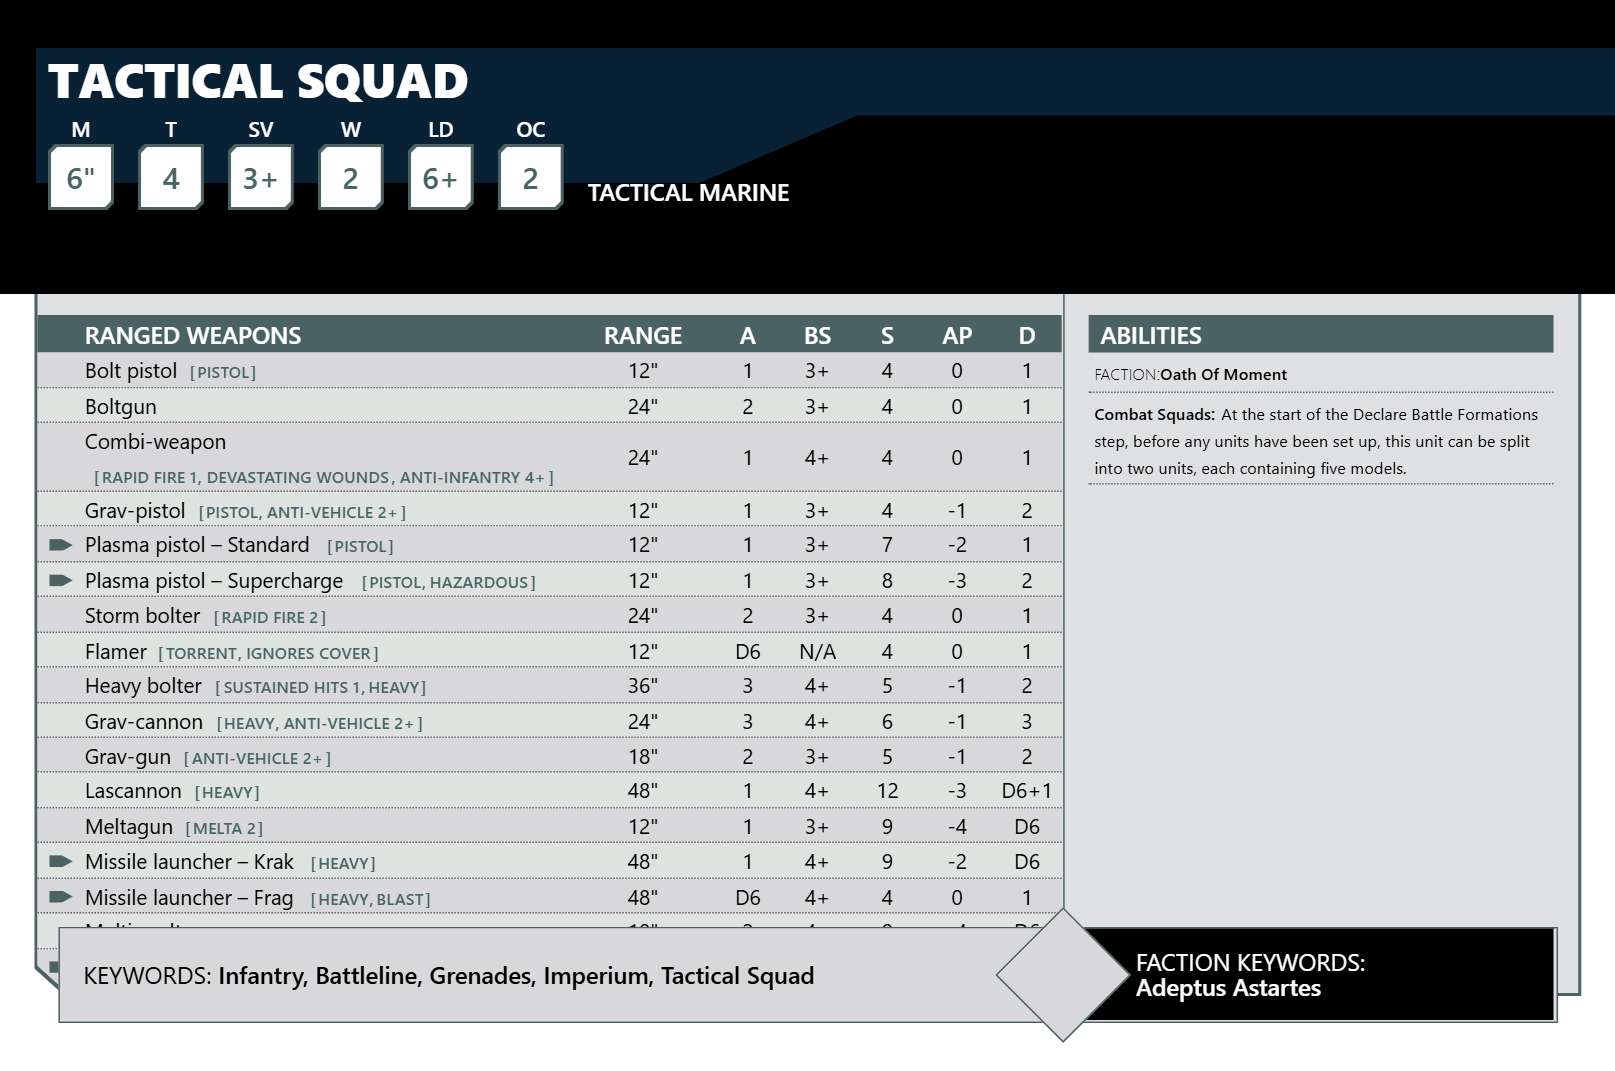 TACTICAL SQUAD
M T SV W LD OC
6" 4 3+ 2 6+ 2 TACTICAL MARINE
RANGED WEAPONS RANGE A BS S AP D
Bolt pistol [PISTOL] 12" 1 3+ 4 0 1
Boltgun 24" 2 3+ 4 0 1
Combi-weapon
[RAPID FIRE 1, DEVASTATING WOUNDS, ANTI-INFANTRY 4+] 24" 1 4+ 4 0 1
Grav-pistol [PISTOL, ANTI-VEHICLE 2+] 12" 1 3+ 4 -1 2
Plasma pistol – Standard [PISTOL] 12" 1 3+ 7 -2 1
Plasma pistol – Supercharge [PISTOL, HAZARDOUS] 12" 1 3+ 8 -3 2
Storm bolter [RAPID FIRE 2] 24" 2 3+ 4 0 1
Flamer [TORRENT, IGNORES COVER] 12" D6 N/A 4 0 1
Heavy bolter [SUSTAINED HITS 1, HEAVY] 36" 3 4+ 5 -1 2
Grav-cannon [HEAVY, ANTI-VEHICLE 2+] 24" 3 4+ 6 -1 3
Grav-gun [ANTI-VEHICLE 2+] 18" 2 3+ 5 -1 2
Lascannon [HEAVY] 48" 1 4+ 12 -3 D6+1
Meltagun [MELTA 2] 12" 1 3+ 9 -4 D6
Missile launcher – Krak [HEAVY] 48" 1 4+ 9 -2 D6
Missile launcher – Frag [HEAVY, BLAST] 48" D6 4+ 4 0 1
ABILITIES
FACTION:Oath Of Moment
Combat Squads: At the start of the Declare Battle Formations
step, before any units have been set up, this unit can be split
into two units, each containing five models.
KEYWORDS: Infantry, Battleline, Grenades, Imperium, Tactical Squad
FACTION KEYWORDS:
Adeptus Astartes